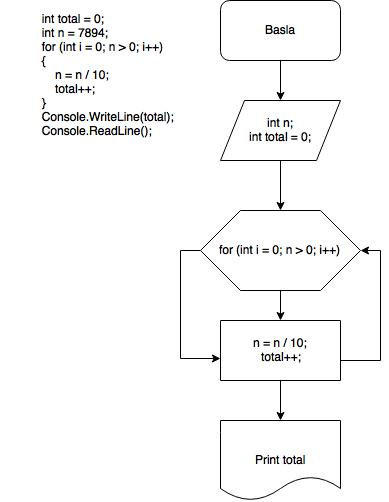 int total = 0;
int n = 7894;
for (int i = 0; n > 0; i++)
{
n = n / 10;
total++;
}
Console.WriteLine(total);
Console.ReadLine();
Basla
int n;
int total = 0;
for (int i = 0; n > 0; i++)
n = n / 10;
total++;
Print total